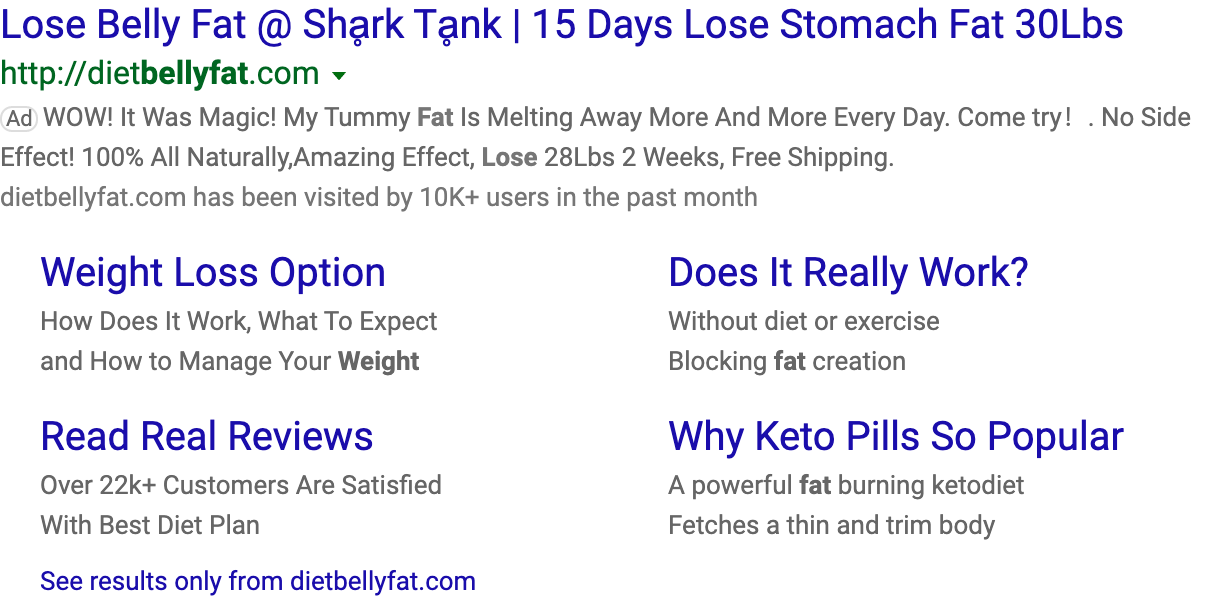 Lose Belly Fat @ Shḁrk Tḁnk | 15 Days Lose Stomach Fat 30Lbs
http://dietbellyfat.com
Ad WOW! It Was Magic! My Tummy Fat Is Melting Away More And More Every Day. Come try！. No Side
Effect! 100% All Naturally,Amazing Effect, Lose 28Lbs 2 Weeks, Free Shipping.
dietbellyfat.com has been visited by 10K+ users in the past month
Weight Loss Option
How Does It Work, What To Expect
and How to Manage Your Weight
Does It Really Work?
Without diet or exercise
Blocking fat creation
Read Real Reviews
Over 22k+ Customers Are Satisfied
With Best Diet Plan
Why Keto Pills So Popular
A powerful fat burning ketodiet
Fetches a thin and trim body
See results only from dietbellyfat.com